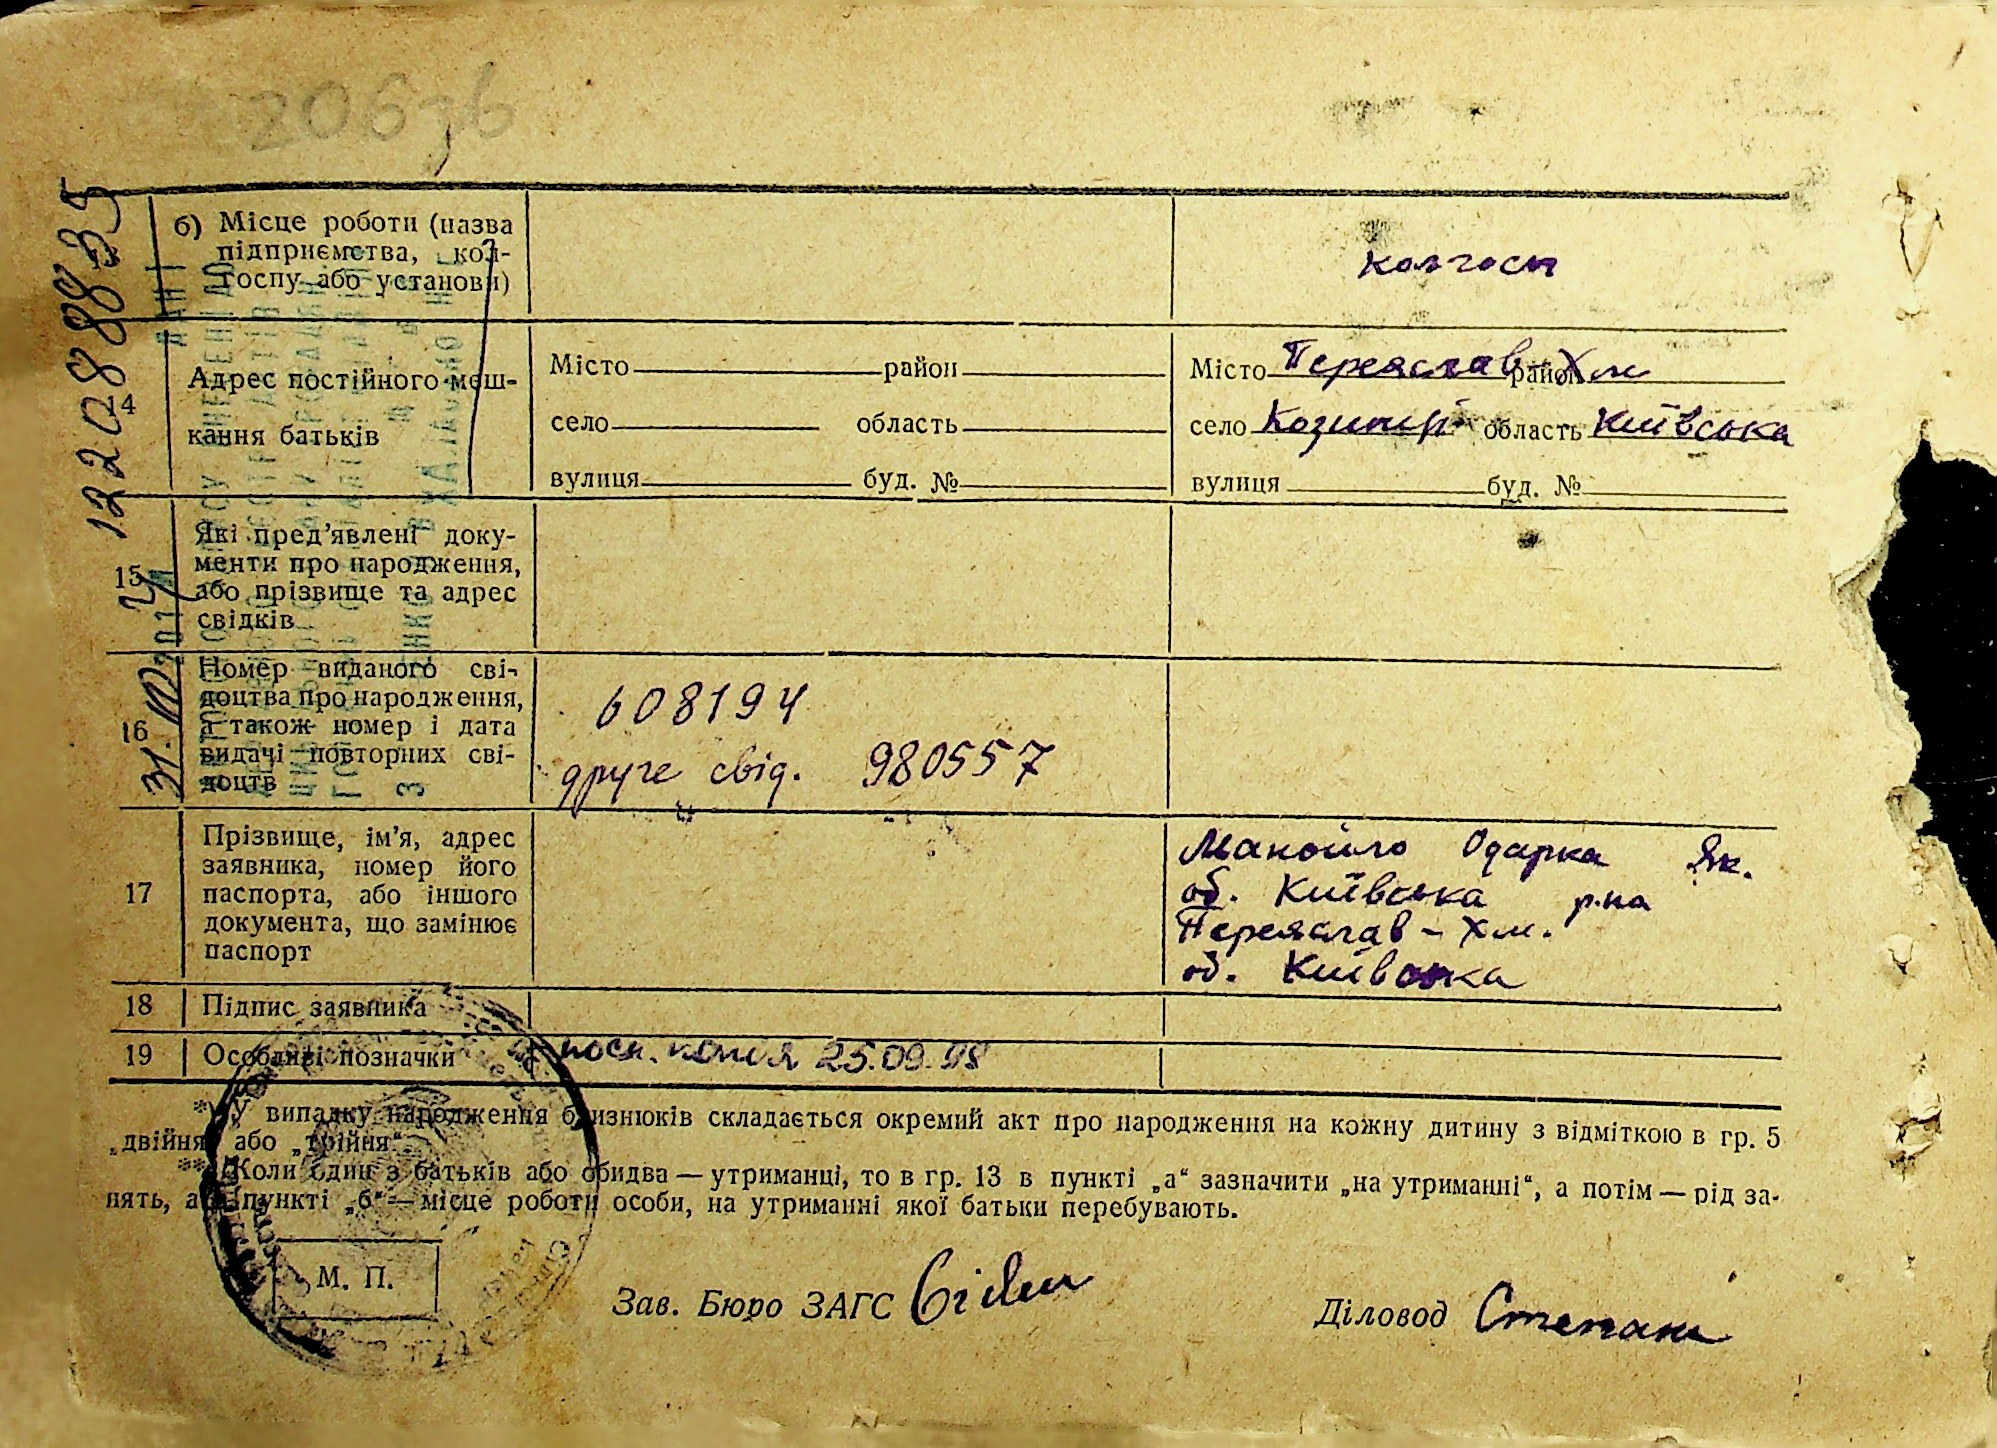 20636
1220888335
б) Місце роботи (назва
підприємства, кол-
госпу або установи)
колгосп
4
Адрес постійного меш-
кання батьків
Місто район
село область
вулиця буд. №
Місто Переяслав-Хм район
село область Київська
вулиця буд. №
15
Які пред’явлені доку-
менти про народження,
або прізвище та адрес
свідків
16
Номер виданого сві-
доцтва про народження,
а також номер і дата
видачі повторних сві-
доцтв
608194
друге свід. 980557
17
Прізвище, ім’я, адрес
заявника, номер його
паспорта, або іншого
документа, що замінює
паспорт
Манойло Одарка Як.
об. Київська р.на
Переяслав – Хм.
об. Київська
18 Підпис заявника
19 Особливі позначки
копія 25.09.98
*) У випадку народження близнюків складається окремий акт про народження на кожну дитину з відміткою в гр. 5
„двійня“ або „трійня“.
**) Коли один з батьків або обидва — утриманці, то в гр. 13 в пункті „а“ зазначити „на утриманні“, а потім — рід за-
нять, а в пункті „б“ — місце роботи особи, на утриманні якої батьки перебувають.
М. П.
Зав. Бюро ЗАГС
Діловод Степан